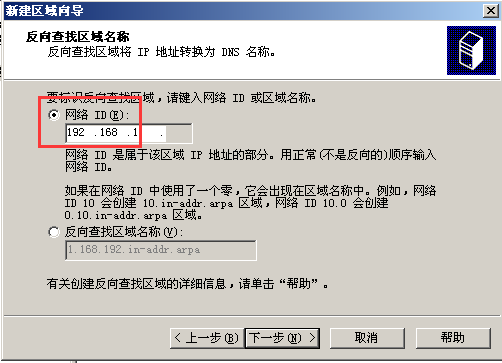 新建区域向导
反向查找区域名称
反向查找区域将 IP 地址转换为 DNS 名称。
要标识反向查找区域,请键入网络 ID 或区域名称。
网络 ID(E):
192 .168 .1 .
网络 ID 是属于该区域 IP 地址的部分。用正常(不是反向的)顺序输入
网络 ID。
如果在网络 ID 中使用了一个零,它会出现在区域名称中。例如,网络
ID 10 会创建 10.in-addr.arpa 区域,网络 ID 10.0 会创建
0.10.in-addr.arpa 区域。
反向查找区域名称(V):
1.168.192.in-addr.arpa
有关创建反向查找区域的详细信息,请单击“帮助”。
< 上一步(B) 下一步(N) > 取消 帮助